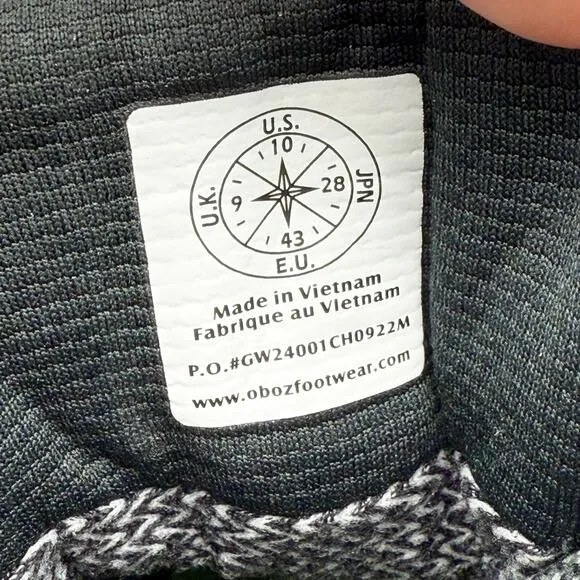 U.S.
10
U.K.
9
28
JPN
43
E.U.
Made in Vietnam
Fabrique au Vietnam
P.O.#GW24001CH0922M
www.obozfootwear.com